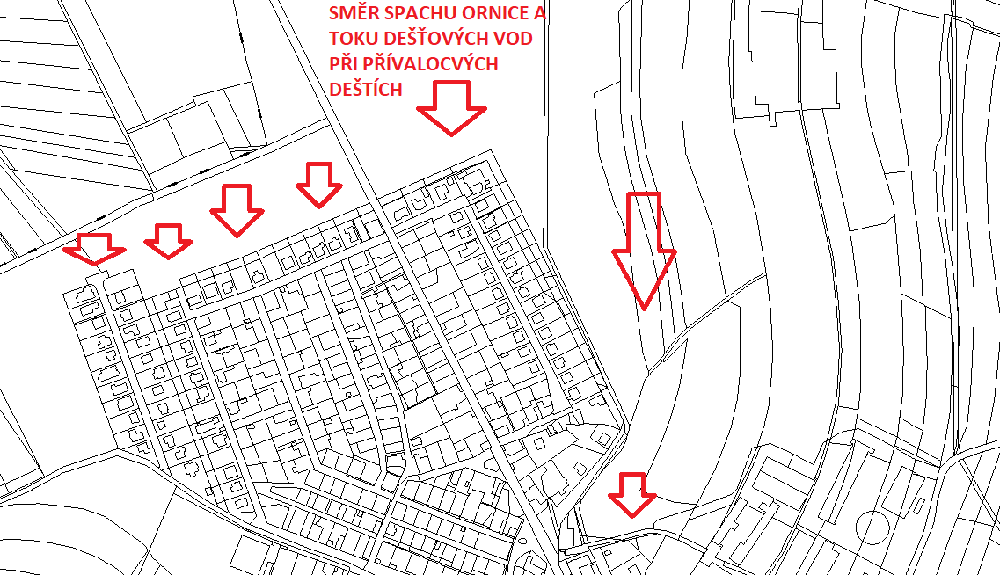 SMĚR SPACHU ORNICE A
TOKU DEŠŤOVÝCH VOD
PŘI PŘÍVALOCVÝCH
DEŠTÍCH